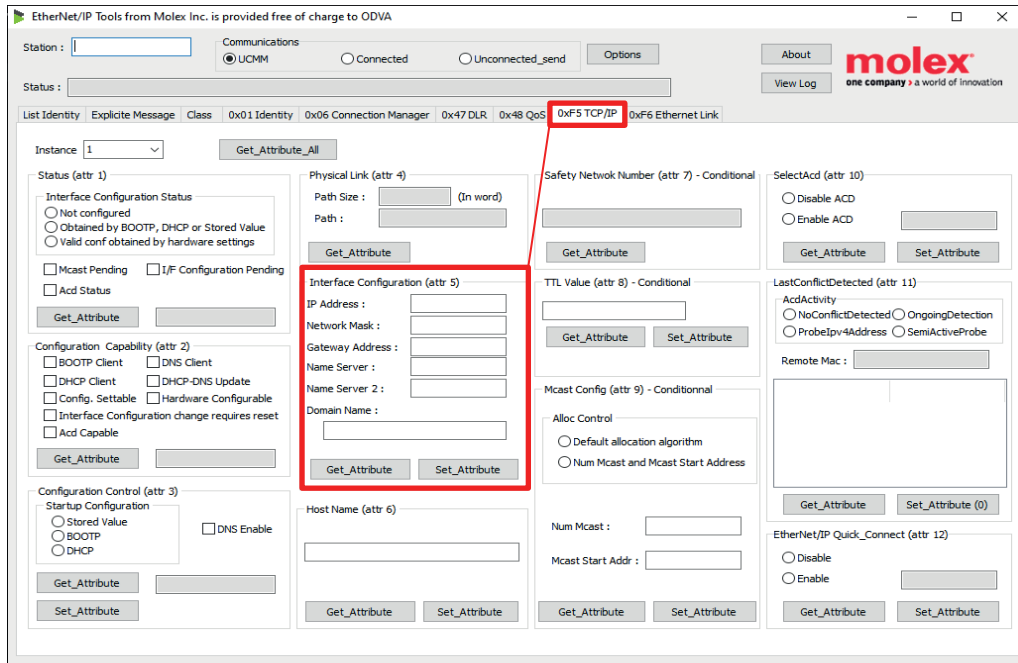 EtherNet/IP Tools from Molex Inc. is provided free of charge to ODVA
Station :
Communications
UCMM Connected Unconnected_send
Options
About
View Log
molex
one company > a world of innovation
Status :
List Identity Explicite Message Class 0x01 Identity 0x06 Connection Manager 0x47 DLR 0x48 QoS 0xF5 TCP/IP 0xF6 Ethernet Link
Instance 1
Get_Attribute_All
Status (attr 1)
Interface Configuration Status
Not configured
Obtained by BOOTP, DHCP or Stored Value
Valid conf obtained by hardware settings
Mcast Pending I/F Configuration Pending
Acd Status
Get_Attribute
Configuration Capability (attr 2)
BOOTP Client DNS Client
DHCP Client DHCP-DNS Update
Config. Settable Hardware Configurable
Interface Configuration change requires reset
Acd Capable
Get_Attribute
Configuration Control (attr 3)
Startup Configuration
Stored Value
BOOTP
DHCP
DNS Enable
Get_Attribute
Set_Attribute
Physical Link (attr 4)
Path Size : (In word)
Path :
Get_Attribute
Interface Configuration (attr 5)
IP Address :
Network Mask :
Gateway Address :
Name Server :
Name Server 2 :
Domain Name :
Get_Attribute Set_Attribute
Host Name (attr 6)
Get_Attribute Set_Attribute
Safety Netwok Number (attr 7) - Conditional
Get_Attribute
TTL Value (attr 8) - Conditional
Get_Attribute Set_Attribute
Mcast Config (attr 9) - Conditionnal
Alloc Control
Default allocation algorithm
Num Mcast and Mcast Start Address
Num Mcast :
Mcast Start Addr :
Get_Attribute Set_Attribute
SelectAcd (attr 10)
Disable ACD
Enable ACD
Get_Attribute Set_Attribute
LastConflictDetected (attr 11)
AcdActivity
NoConflictDetected OngoingDetection
ProbeIpv4Address SemiActiveProbe
Remote Mac :
Get_Attribute Set_Attribute (0)
EtherNet/IP Quick_Connect (attr 12)
Disable
Enable
Get_Attribute Set_Attribute